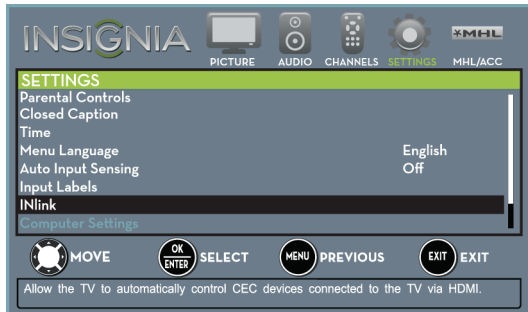 INSIGNIA
PICTURE AUDIO CHANNELS SETTINGS MHL/ACC
MHL
SETTINGS
Parental Controls
Closed Caption
Time
Menu Language English
Auto Input Sensing Off
Input Labels
INlink
Computer Settings
MOVE OK ENTER SELECT MENU PREVIOUS EXIT EXIT
Allow the TV to automatically control CEC devices connected to the TV via HDMI.